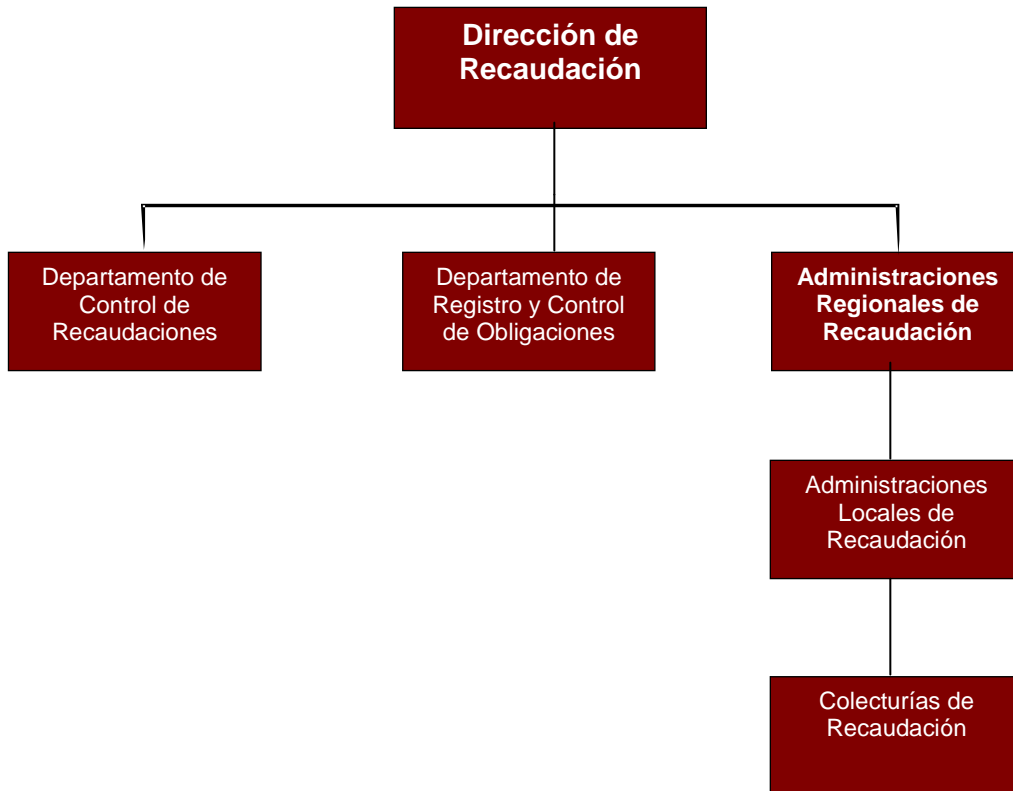 Dirección de
Recaudación
Departamento de
Control de
Recaudaciones
Departamento de
Registro y Control
de Obligaciones
Administraciones
Regionales de
Recaudación
Administraciones
Locales de
Recaudación
Colecturías de
Recaudación